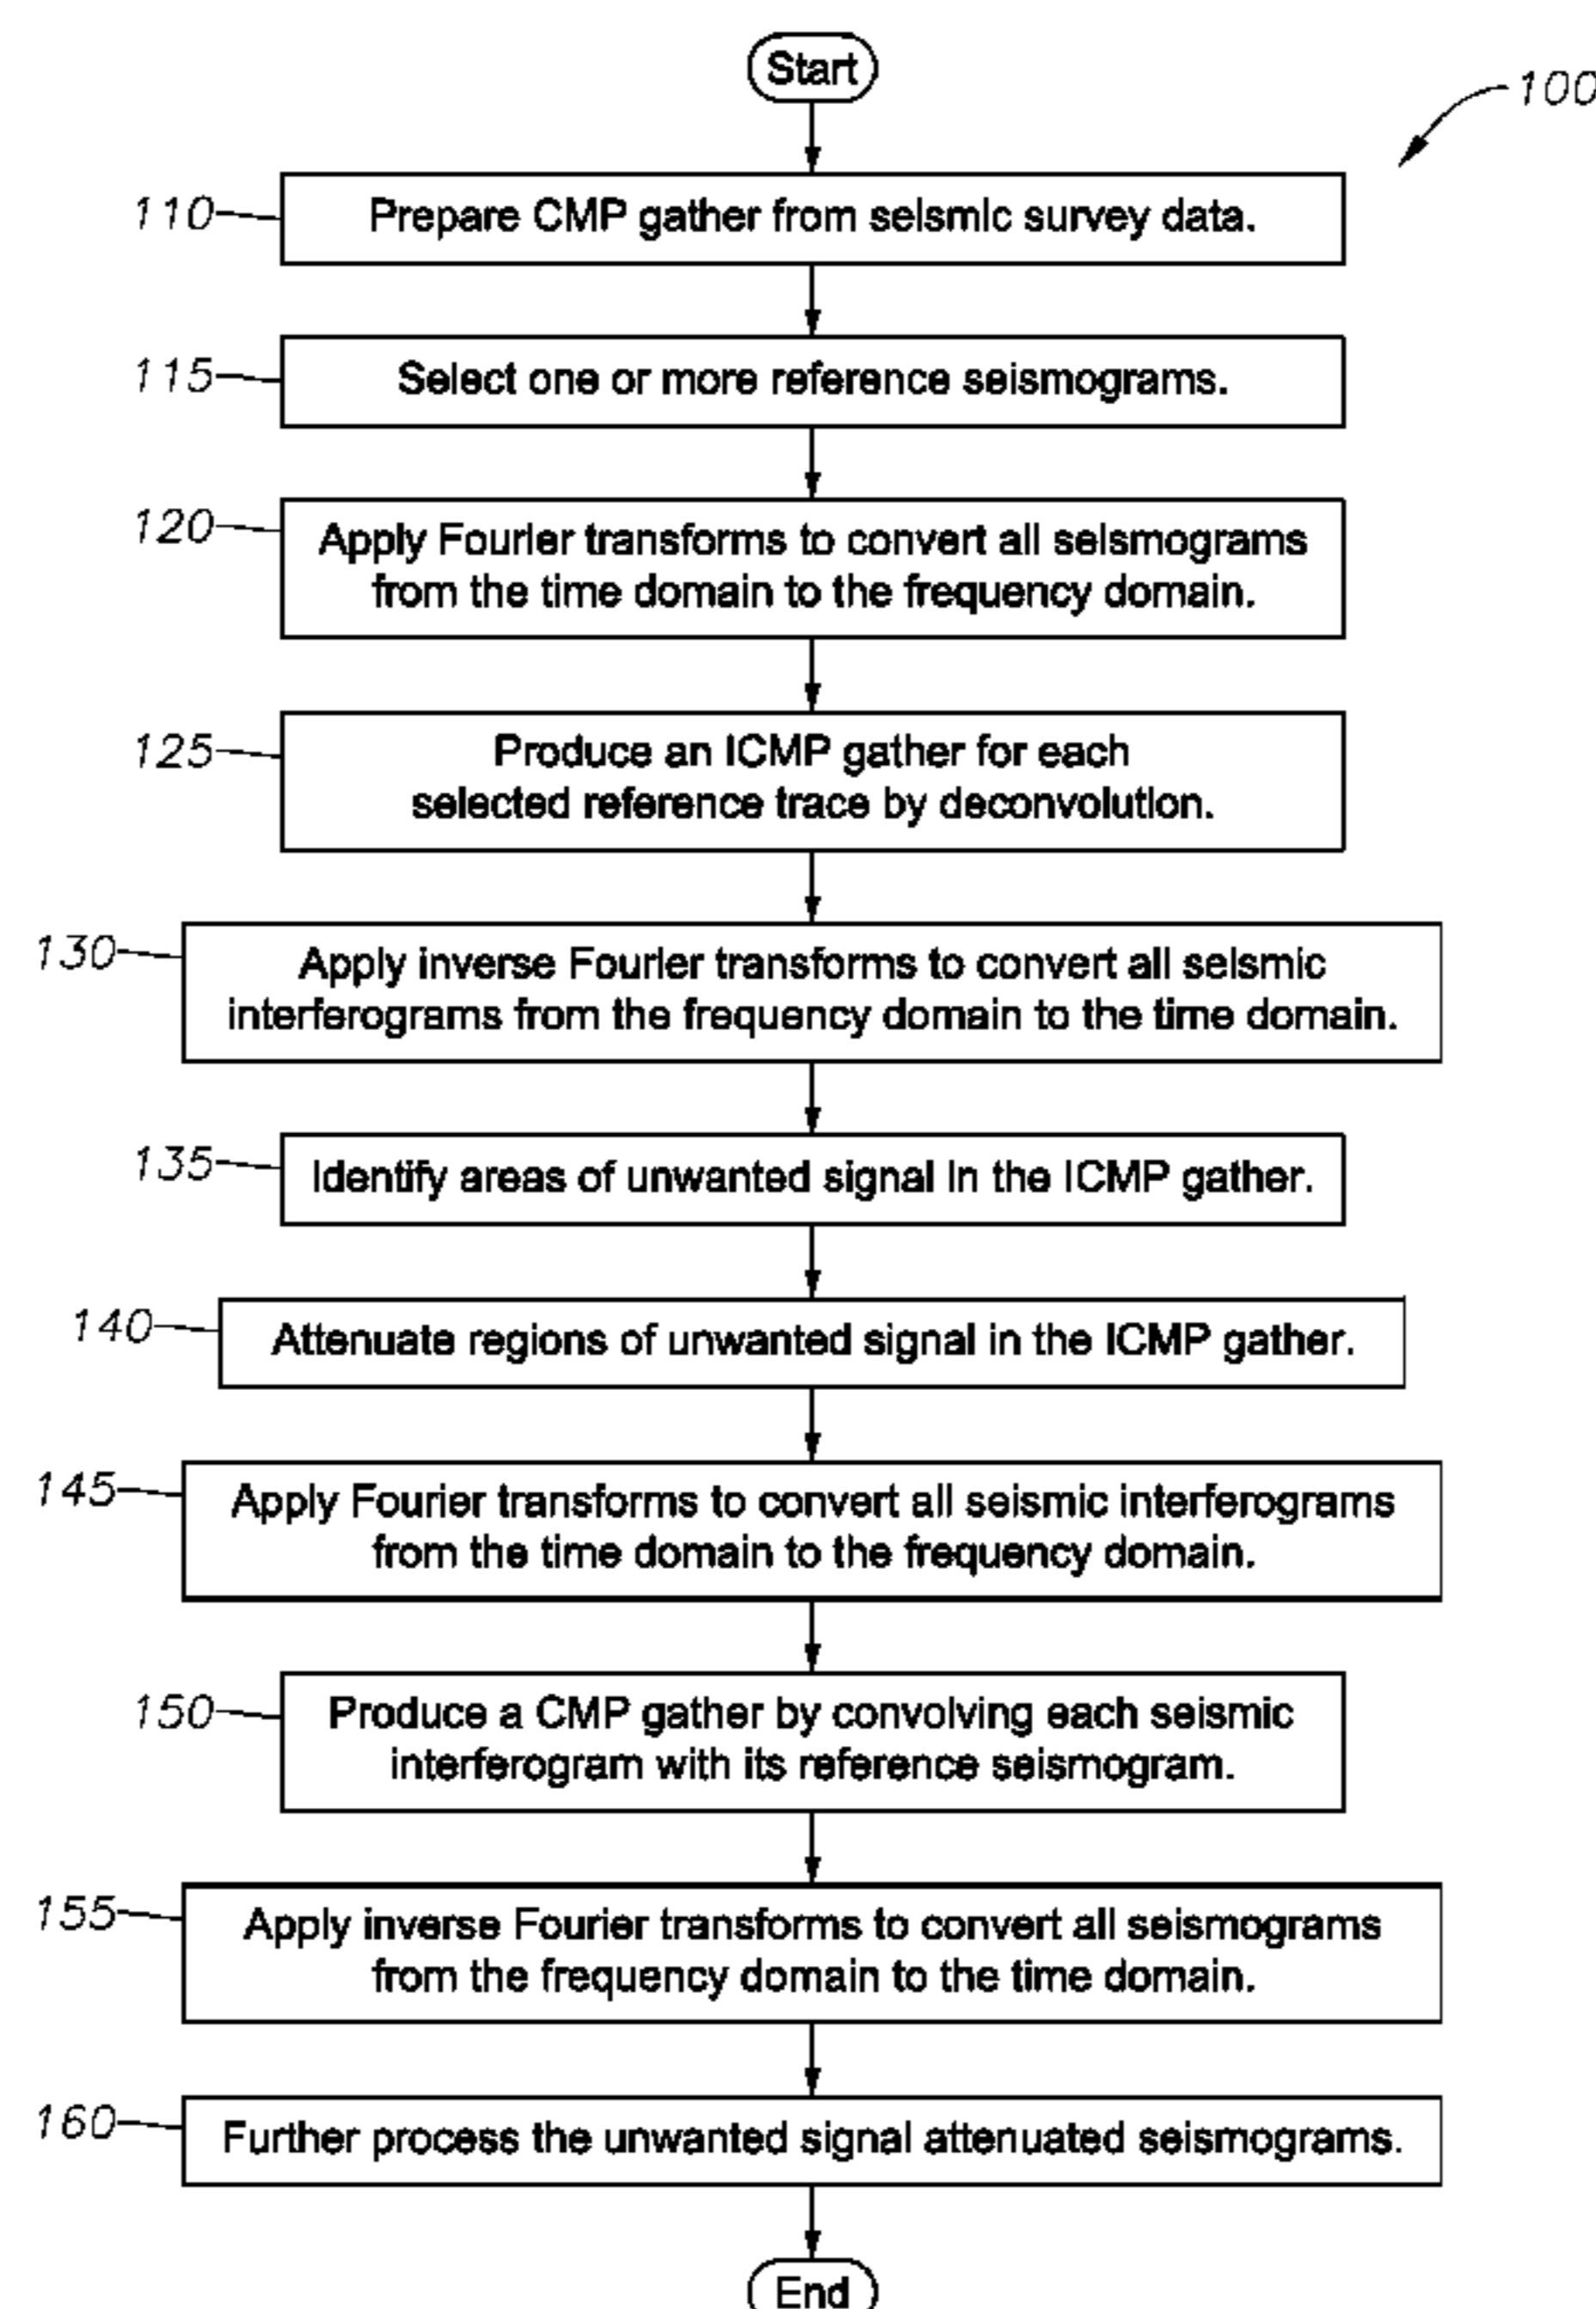 Start
100
110
Prepare CMP gather from seismic survey data.
115
Select one or more reference seismograms.
120
Apply Fourier transforms to convert all seismograms
from the time domain to the frequency domain.
125
Produce an ICMP gather for each
selected reference trace by deconvolution.
130
Apply inverse Fourier transforms to convert all seismic
interferograms from the frequency domain to the time domain.
135
Identify areas of unwanted signal in the ICMP gather.
140
Attenuate regions of unwanted signal in the ICMP gather.
145
Apply Fourier transforms to convert all seismic interferograms
from the time domain to the frequency domain.
150
Produce a CMP gather by convolving each seismic
interferogram with its reference seismogram.
155
Apply inverse Fourier transforms to convert all seismograms
from the frequency domain to the time domain.
160
Further process the unwanted signal attenuated seismograms.
End